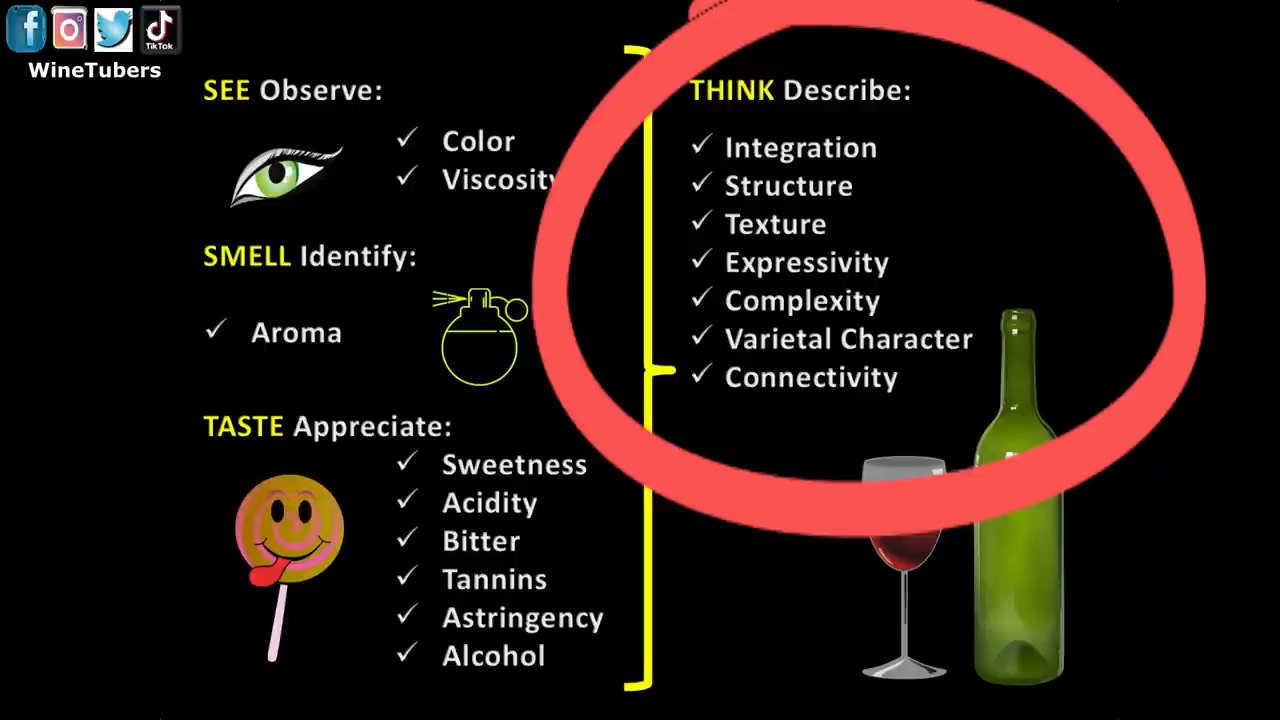 TikTok
WineTubers
SEE Observe:
Color
Viscosity
SMELL Identify:
Aroma
TASTE Appreciate:
Sweetness
Acidity
Bitter
Tannins
Astringency
Alcohol
THINK Describe:
Integration
Structure
Texture
Expressivity
Complexity
Varietal Character
Connectivity